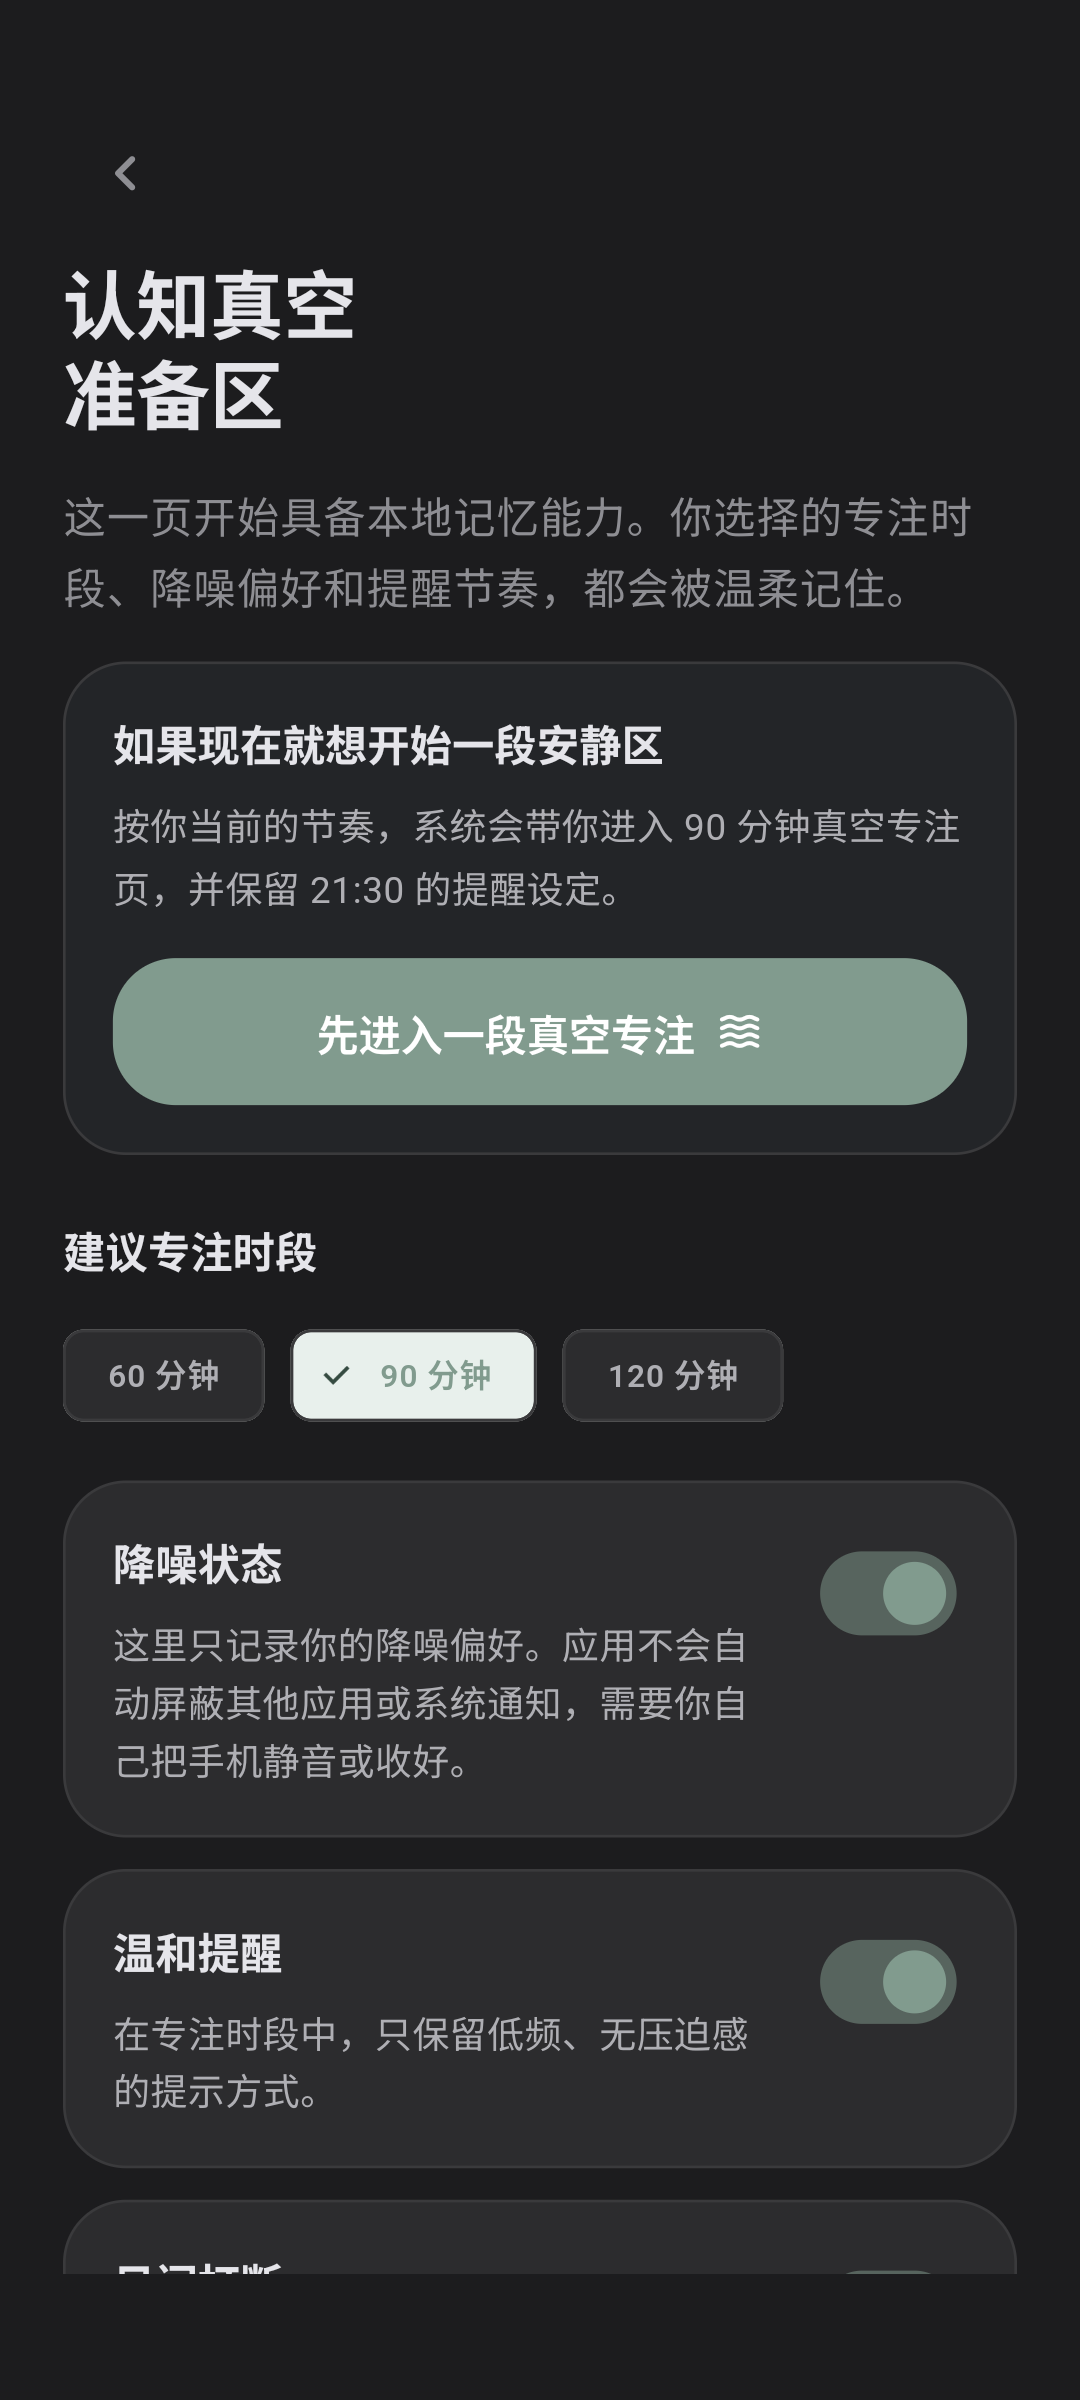 认知真空
准备区
这一页开始具备本地记忆能力。你选择的专注时
段、降噪偏好和提醒节奏，都会被温柔记住。
如果现在就想开始一段安静区
按你当前的节奏，系统会带你进入 90 分钟真空专注
页，并保留 21:30 的提醒设定。
先进入一段真空专注
建议专注时段
60 分钟
90 分钟
120 分钟
降噪状态
这里只记录你的降噪偏好。应用不会自
动屏蔽其他应用或系统通知，需要你自
己把手机静音或收好。
温和提醒
在专注时段中，只保留低频、无压迫感
的提示方式。